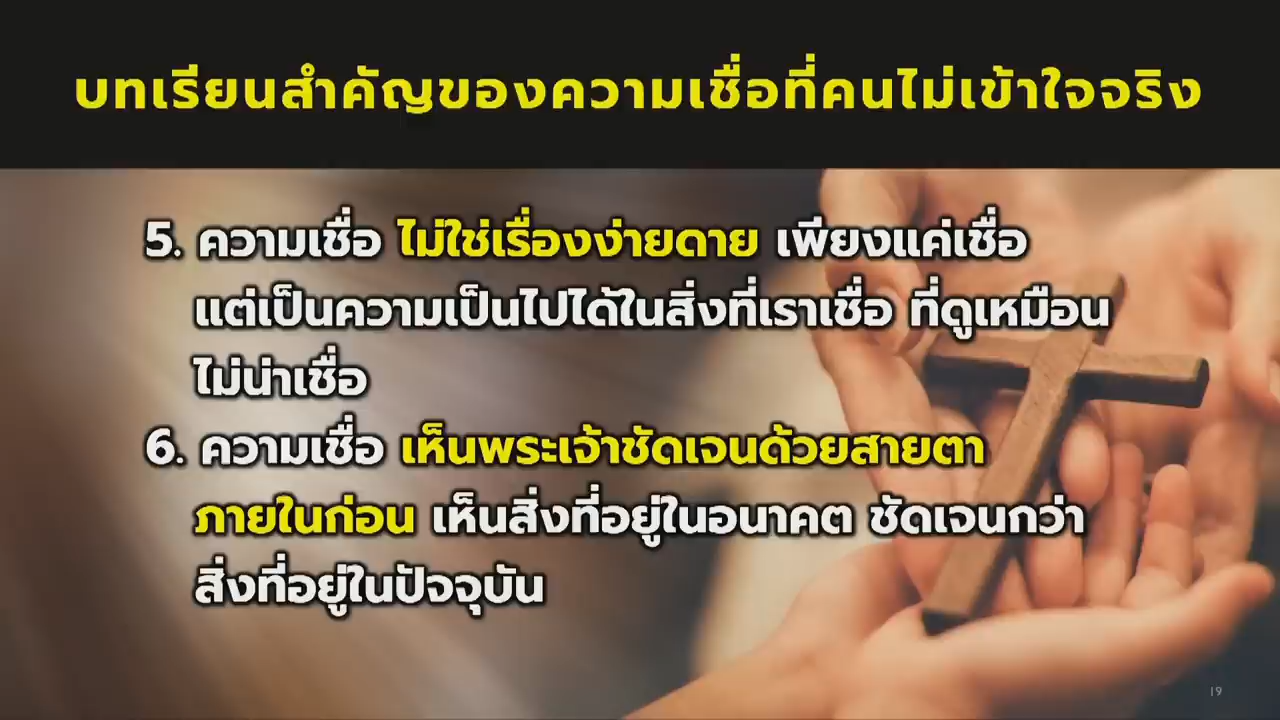 บทเรียนสำคัญของความเชื่อที่คนไม่เข้าใจจริง
5. ความเชื่อ ไม่ใช่เรื่องง่ายดาย เพียงแค่เชื่อ
แต่เป็นความเป็นไปได้ในสิ่งที่เราเชื่อ ที่ดูเหมือน
ไม่น่าเชื่อ
6. ความเชื่อ เห็นพระเจ้าชัดเจนด้วยสายตา
ภายในก่อน เห็นสิ่งที่อยู่ในอนาคต ชัดเจนกว่า
สิ่งที่อยู่ในปัจจุบัน
19